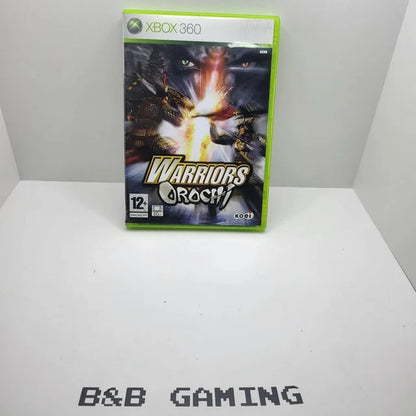 XBOX 360
WARRIORS
OROCHI
KOEI
12+
B&B GAMING